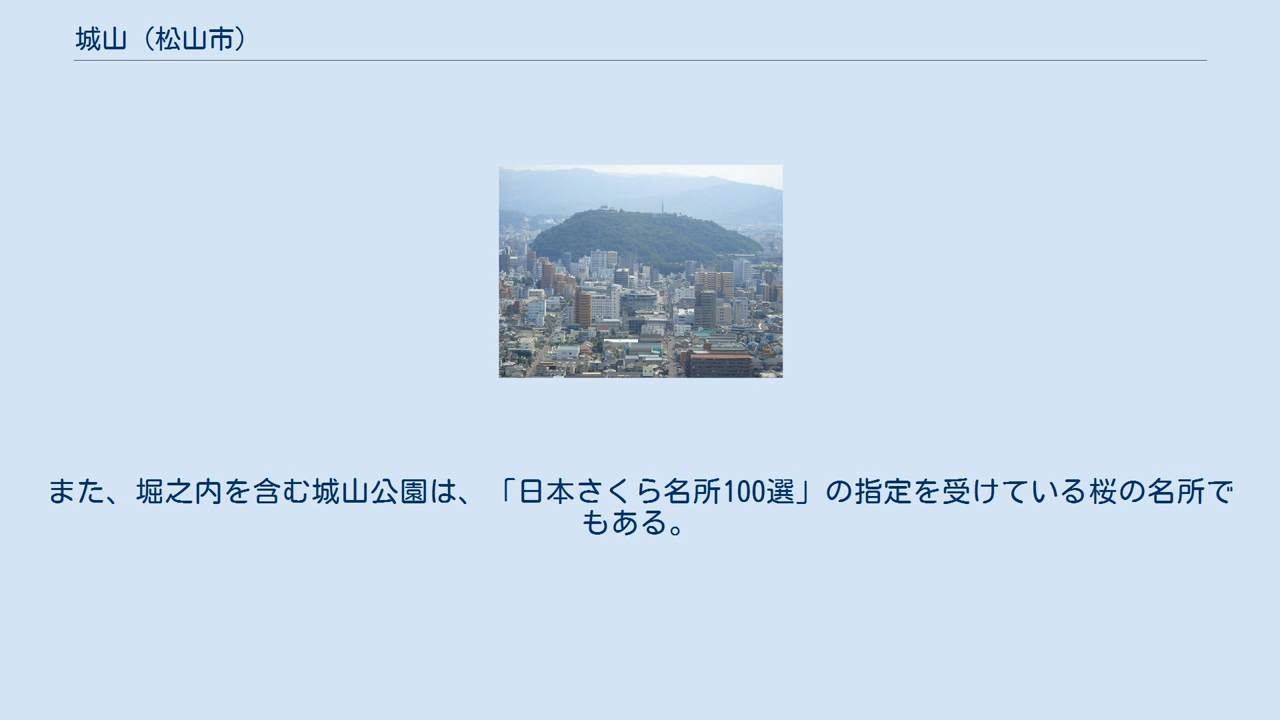 城山（松山市）
また、堀之内を含む城山公園は、「日本さくら名所100選」の指定を受けている桜の名所で
もある。